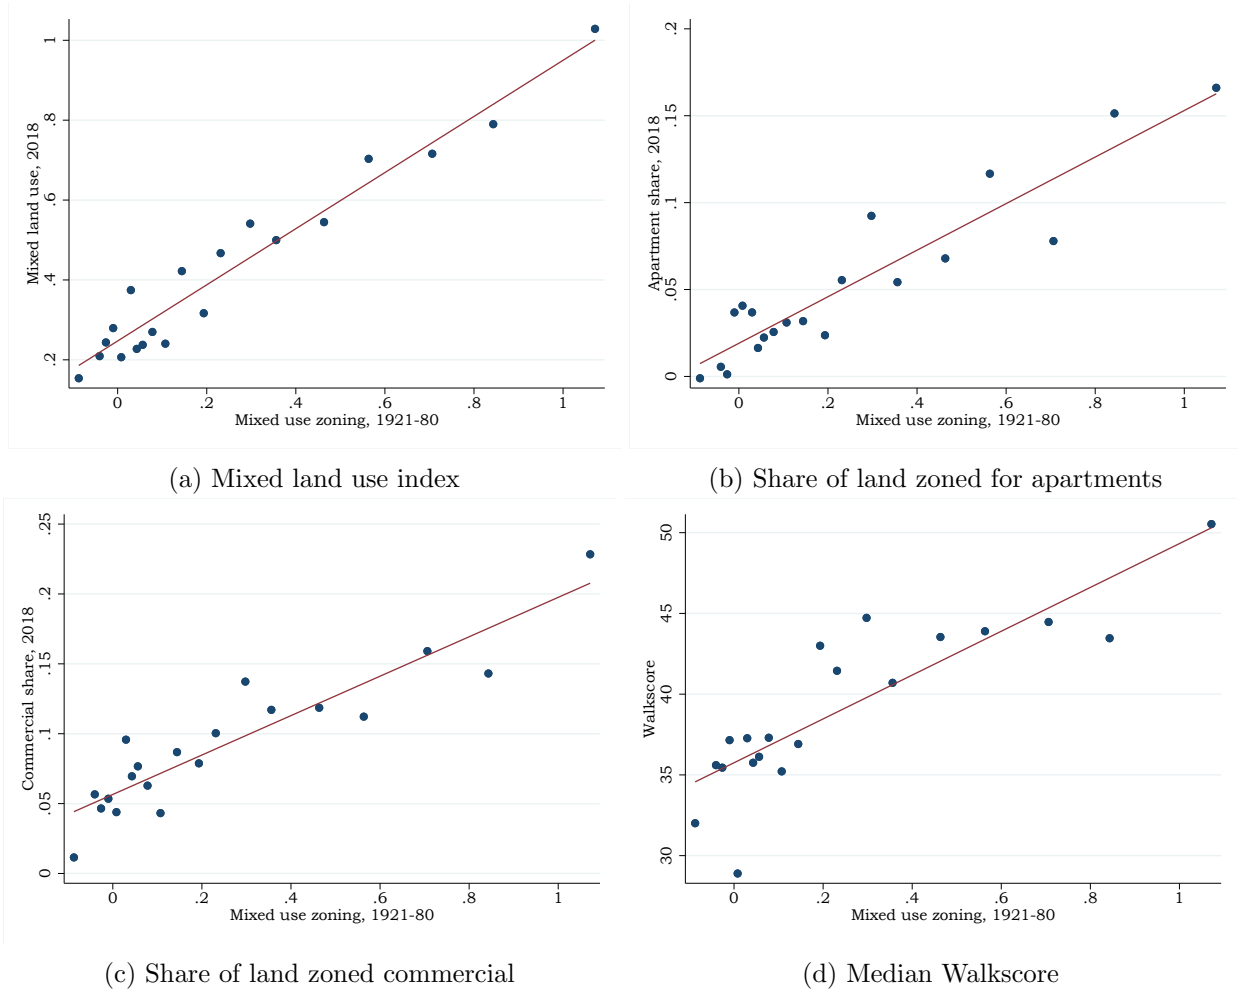 1
.8
.6
.4
.2
Mixed land use, 2018
0 .2 .4 .6 .8 1
Mixed use zoning, 1921-80
(a) Mixed land use index
.2
.15
.1
.05
0
Apartment share, 2018
0 .2 .4 .6 .8 1
Mixed use zoning, 1921-80
(b) Share of land zoned for apartments
.25
.2
.15
.1
.05
0
Commercial share, 2018
0 .2 .4 .6 .8 1
Mixed use zoning, 1921-80
(c) Share of land zoned commercial
50
45
40
35
30
Walkscore
0 .2 .4 .6 .8 1
Mixed use zoning, 1921-80
(d) Median Walkscore